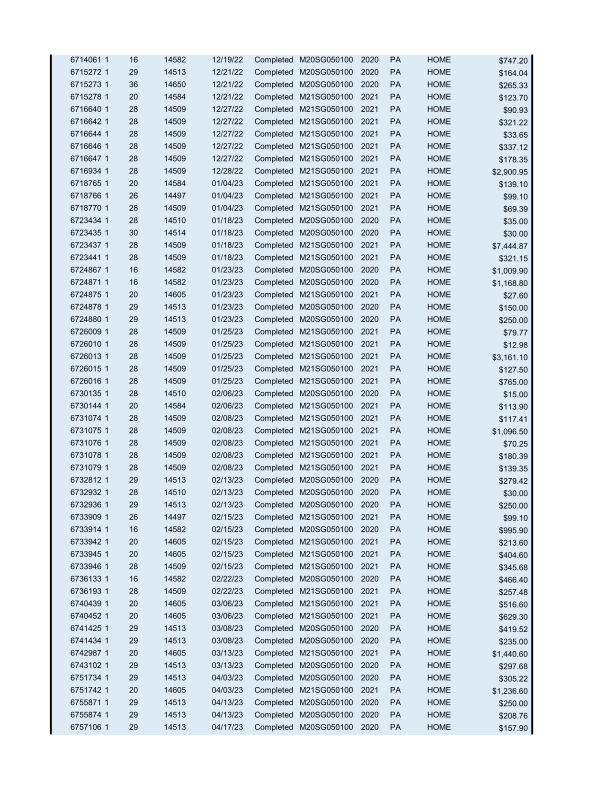 6714061 1 16 14582 12/19/22 Completed M20SG050100 2020 PA HOME $747.20
6715272 1 29 14513 12/21/22 Completed M20SG050100 2020 PA HOME $164.04
6715273 1 36 14650 12/21/22 Completed M20SG050100 2020 PA HOME $265.33
6715278 1 20 14584 12/21/22 Completed M21SG050100 2021 PA HOME $123.70
6716640 1 28 14509 12/27/22 Completed M21SG050100 2021 PA HOME $90.93
6716642 1 28 14509 12/27/22 Completed M21SG050100 2021 PA HOME $321.22
6716644 1 28 14509 12/27/22 Completed M21SG050100 2021 PA HOME $33.65
6716646 1 28 14509 12/27/22 Completed M21SG050100 2021 PA HOME $337.12
6716647 1 28 14509 12/27/22 Completed M21SG050100 2021 PA HOME $178.35
6716934 1 28 14509 12/28/22 Completed M21SG050100 2021 PA HOME $2,900.95
6718765 1 20 14584 01/04/23 Completed M21SG050100 2021 PA HOME $139.10
6718766 1 26 14497 01/04/23 Completed M21SG050100 2021 PA HOME $99.10
6718770 1 28 14509 01/04/23 Completed M21SG050100 2021 PA HOME $69.39
6723434 1 28 14510 01/18/23 Completed M20SG050100 2020 PA HOME $35.00
6723435 1 30 14514 01/18/23 Completed M20SG050100 2020 PA HOME $30.00
6723437 1 28 14509 01/18/23 Completed M21SG050100 2021 PA HOME $7,444.87
6723441 1 28 14509 01/18/23 Completed M21SG050100 2021 PA HOME $321.15
6724867 1 16 14582 01/23/23 Completed M20SG050100 2020 PA HOME $1,009.90
6724871 1 16 14582 01/23/23 Completed M20SG050100 2020 PA HOME $1,168.80
6724875 1 20 14605 01/23/23 Completed M21SG050100 2021 PA HOME $27.60
6724878 1 29 14513 01/23/23 Completed M20SG050100 2020 PA HOME $150.00
6724880 1 29 14513 01/23/23 Completed M20SG050100 2020 PA HOME $250.00
6726009 1 28 14509 01/25/23 Completed M21SG050100 2021 PA HOME $79.77
6726010 1 28 14509 01/25/23 Completed M21SG050100 2021 PA HOME $12.98
6726013 1 28 14509 01/25/23 Completed M21SG050100 2021 PA HOME $3,161.10
6726015 1 28 14509 01/25/23 Completed M21SG050100 2021 PA HOME $127.50
6726016 1 28 14509 01/25/23 Completed M21SG050100 2021 PA HOME $765.00
6730135 1 28 14510 02/06/23 Completed M20SG050100 2020 PA HOME $15.00
6730144 1 20 14584 02/06/23 Completed M21SG050100 2021 PA HOME $113.90
6731074 1 28 14509 02/08/23 Completed M21SG050100 2021 PA HOME $117.41
6731075 1 28 14509 02/08/23 Completed M21SG050100 2021 PA HOME $1,096.50
6731076 1 28 14509 02/08/23 Completed M21SG050100 2021 PA HOME $70.25
6731078 1 28 14509 02/08/23 Completed M21SG050100 2021 PA HOME $180.39
6731079 1 28 14509 02/08/23 Completed M21SG050100 2021 PA HOME $139.35
6732812 1 29 14513 02/13/23 Completed M20SG050100 2020 PA HOME $279.42
6732932 1 28 14510 02/13/23 Completed M20SG050100 2020 PA HOME $30.00
6732936 1 29 14513 02/13/23 Completed M20SG050100 2020 PA HOME $250.00
6733909 1 26 14497 02/15/23 Completed M21SG050100 2021 PA HOME $99.10
6733914 1 16 14582 02/15/23 Completed M20SG050100 2020 PA HOME $995.90
6733942 1 20 14605 02/15/23 Completed M21SG050100 2021 PA HOME $213.60
6733945 1 20 14605 02/15/23 Completed M21SG050100 2021 PA HOME $404.60
6733946 1 28 14509 02/15/23 Completed M21SG050100 2021 PA HOME $345.68
6736133 1 16 14582 02/22/23 Completed M20SG050100 2020 PA HOME $466.40
6736193 1 28 14509 02/22/23 Completed M21SG050100 2021 PA HOME $257.48
6740439 1 20 14605 03/06/23 Completed M21SG050100 2021 PA HOME $516.60
6740452 1 20 14605 03/06/23 Completed M21SG050100 2021 PA HOME $629.30
6741425 1 29 14513 03/08/23 Completed M20SG050100 2020 PA HOME $419.52
6741434 1 29 14513 03/08/23 Completed M20SG050100 2020 PA HOME $235.00
6742987 1 20 14605 03/13/23 Completed M21SG050100 2021 PA HOME $1,440.60
6743102 1 29 14513 03/13/23 Completed M20SG050100 2020 PA HOME $297.68
6751734 1 29 14513 04/03/23 Completed M20SG050100 2020 PA HOME $305.22
6751742 1 20 14605 04/03/23 Completed M21SG050100 2021 PA HOME $1,236.60
6755871 1 29 14513 04/13/23 Completed M20SG050100 2020 PA HOME $250.00
6755874 1 29 14513 04/13/23 Completed M20SG050100 2020 PA HOME $208.76
6757106 1 29 14513 04/17/23 Completed M20SG050100 2020 PA HOME $157.90